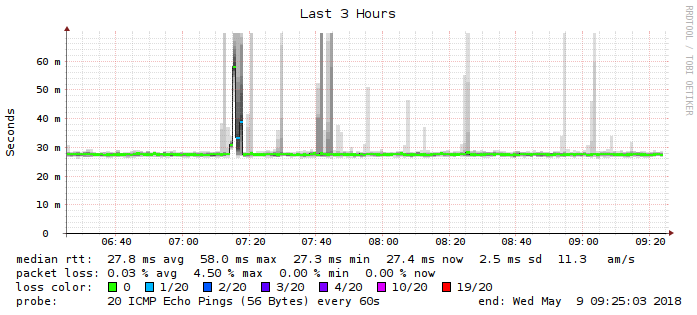 Last 3 Hours
RRDTOOL / TOBI OETIKER
Seconds
60 m
50 m
40 m
30 m
20 m
10 m
0
06:40 07:00 07:20 07:40 08:00 08:20 08:40 09:00 09:20
median rtt: 27.8 ms avg 58.0 ms max 27.3 ms min 27.4 ms now 2.5 ms sd 11.3 am/s
packet loss: 0.03 % avg 4.50 % max 0.00 % min 0.00 % now
loss color: 0 1/20 2/20 3/20 4/20 10/20 19/20
probe: 20 ICMP Echo Pings (56 Bytes) every 60s end: Wed May 9 09:25:03 2018